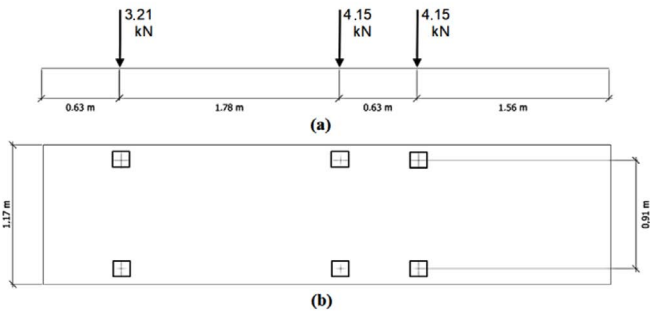 3.21 kN
4.15 kN
4.15 kN
0.63 m
1.78 m
0.63 m
1.56 m
(a)
1.17 m
0.91 m
(b)